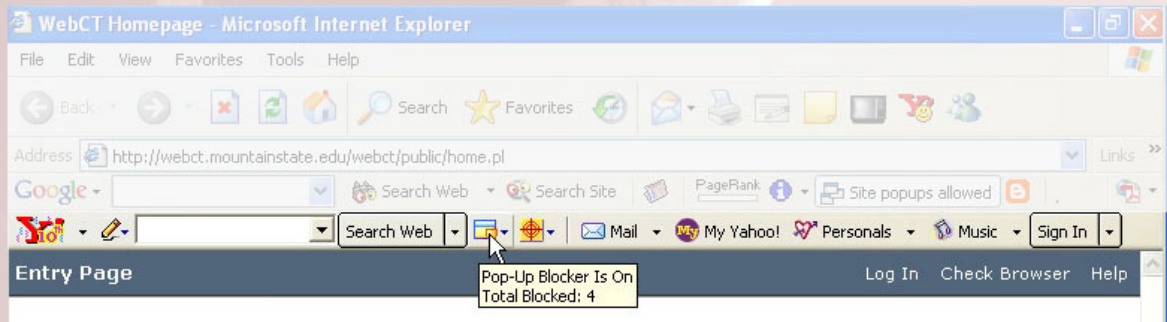 WebCT Homepage - Microsoft Internet Explorer
File Edit View Favorites Tools Help
Back Search Favorites
Address http://webct.mountainstate.edu/webct/public/home.pl Links »
Google Search Web Search Site PageRank Site popups allowed
Y! 10! Search Web Mail My Yahoo! Personals Music Sign In
Entry Page Log In Check Browser Help
Pop-Up Blocker Is On
Total Blocked: 4